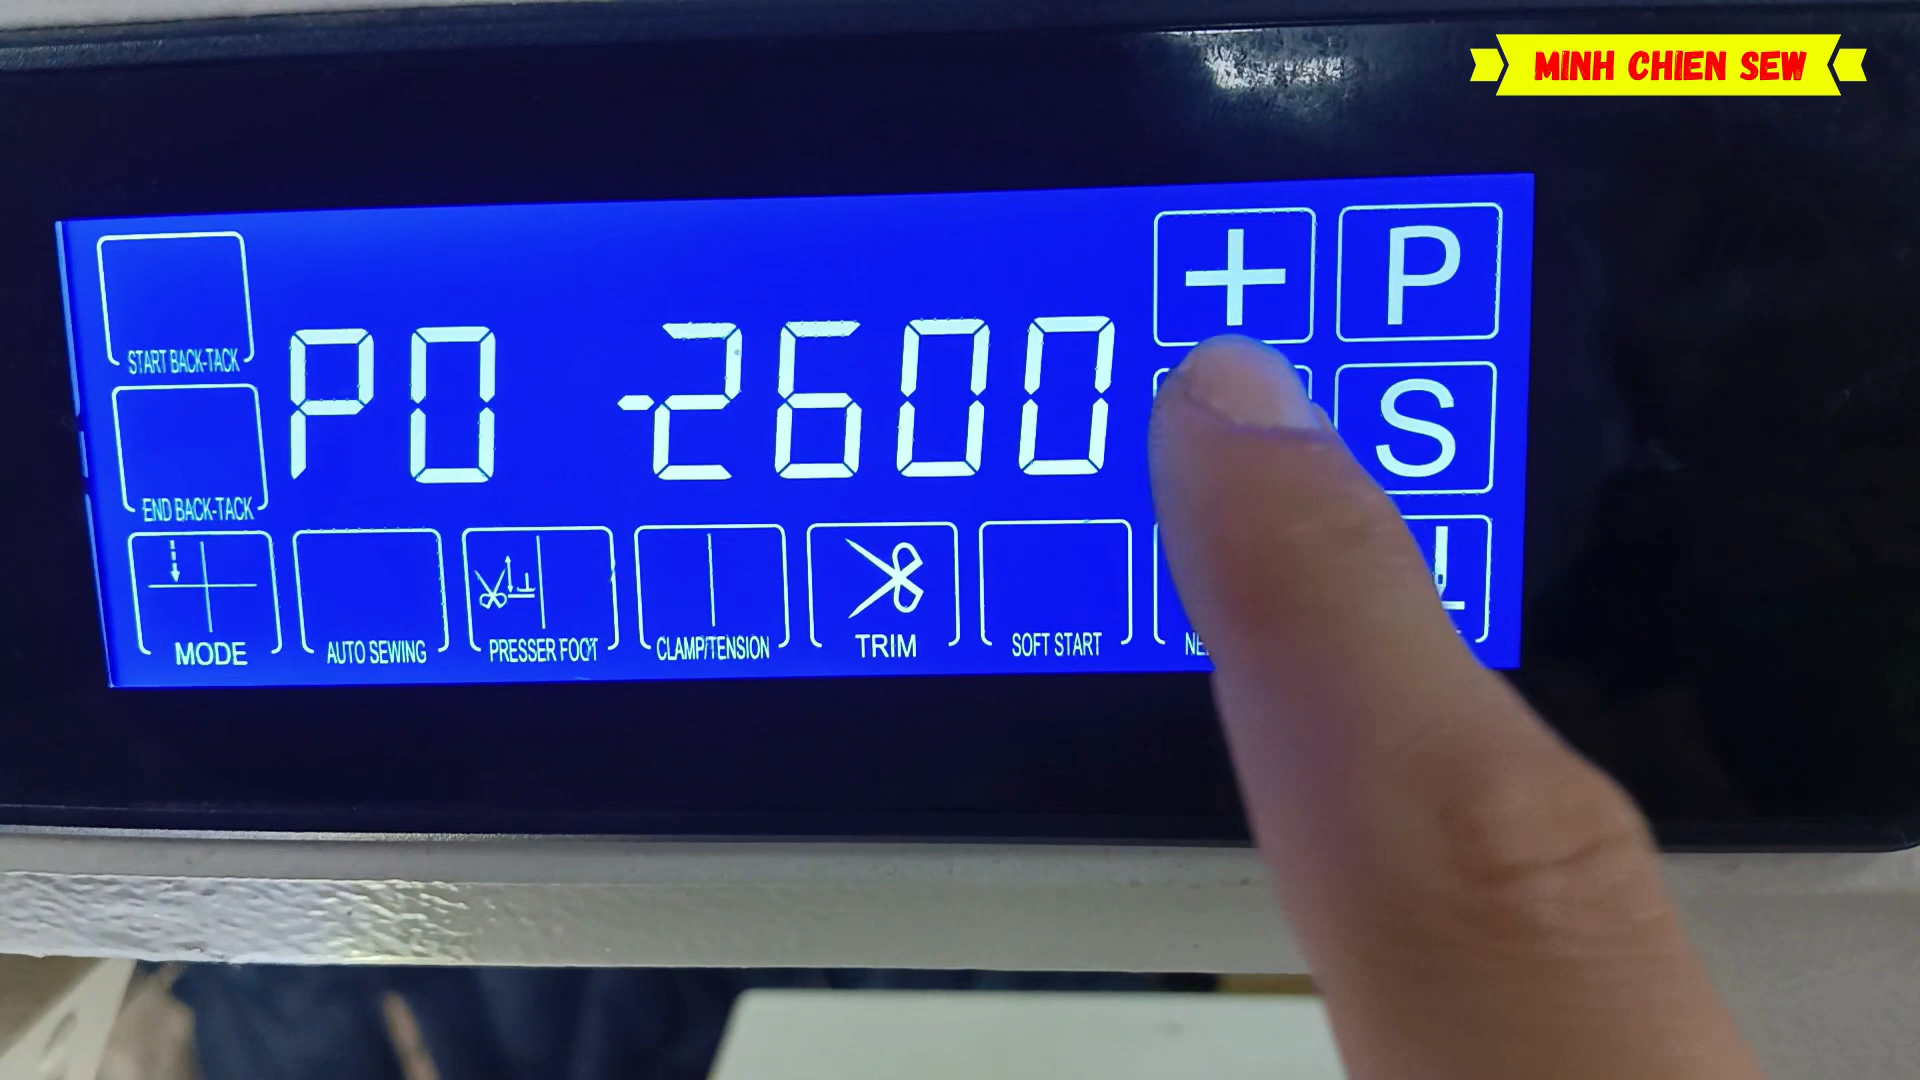 MINH CHIEN SEW
+ P
START BACK-TACK
P0 -2600
S
END BACK-TACK
MODE
AUTO SEWING
PRESSER FOOT
CLAMP/TENSION
TRIM
SOFT START